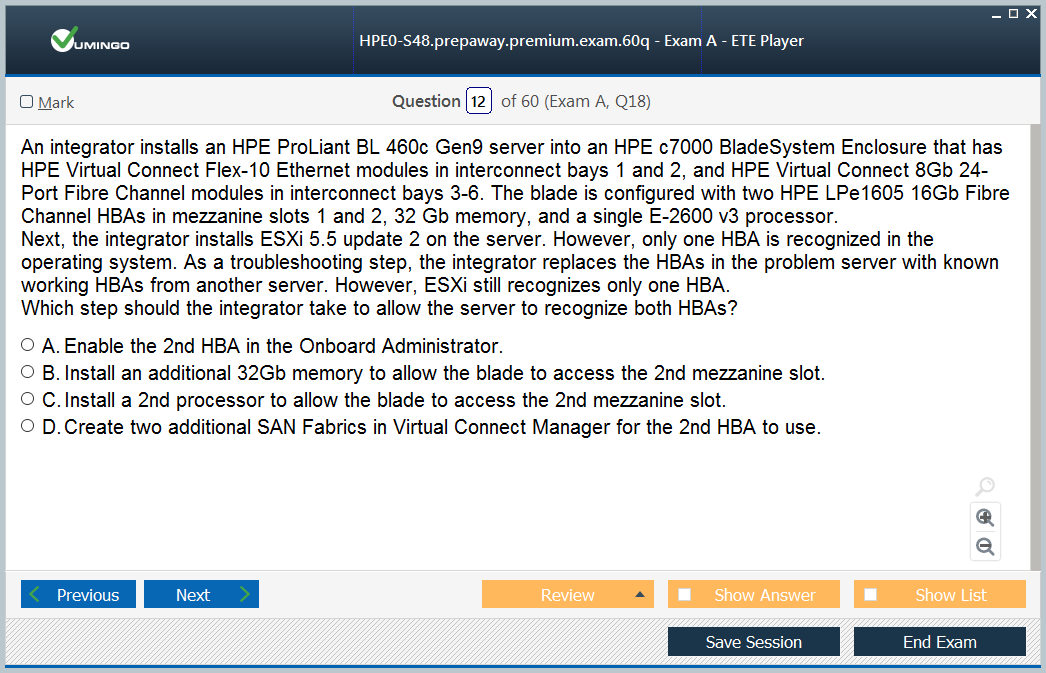 VUMINGO
HPE0-S48.prepaway.premium.exam.60q - Exam A - ETE Player
Mark
Question 12 of 60 (Exam A, Q18)
An integrator installs an HPE ProLiant BL 460c Gen9 server into an HPE c7000 BladeSystem Enclosure that has
HPE Virtual Connect Flex-10 Ethernet modules in interconnect bays 1 and 2, and HPE Virtual Connect 8Gb 24-
Port Fibre Channel modules in interconnect bays 3-6. The blade is configured with two HPE LPe1605 16Gb Fibre
Channel HBAs in mezzanine slots 1 and 2, 32 Gb memory, and a single E-2600 v3 processor.
Next, the integrator installs ESXi 5.5 update 2 on the server. However, only one HBA is recognized in the
operating system. As a troubleshooting step, the integrator replaces the HBAs in the problem server with known
working HBAs from another server. However, ESXi still recognizes only one HBA.
Which step should the integrator take to allow the server to recognize both HBAs?
A. Enable the 2nd HBA in the Onboard Administrator.
B. Install an additional 32Gb memory to allow the blade to access the 2nd mezzanine slot.
C. Install a 2nd processor to allow the blade to access the 2nd mezzanine slot.
D. Create two additional SAN Fabrics in Virtual Connect Manager for the 2nd HBA to use.
Previous Next Review Show Answer Show List
Save Session End Exam